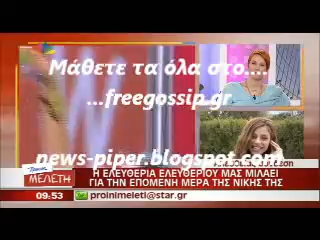 Μάθετε τα όλα στο....
...freegossip.gr
news-piper.blogspot.com
ΜΕΛΕΤΗ
Η ΕΛΕΥΘΕΡΙΑ ΕΛΕΥΘΕΡΙΟΥ ΜΑΣ ΜΙΛΑΕΙ
ΓΙΑ ΤΗΝ ΕΠΟΜΕΝΗ ΜΕΡΑ ΤΗΣ ΝΙΚΗΣ ΤΗΣ
09:53
proinimeleti@star.gr